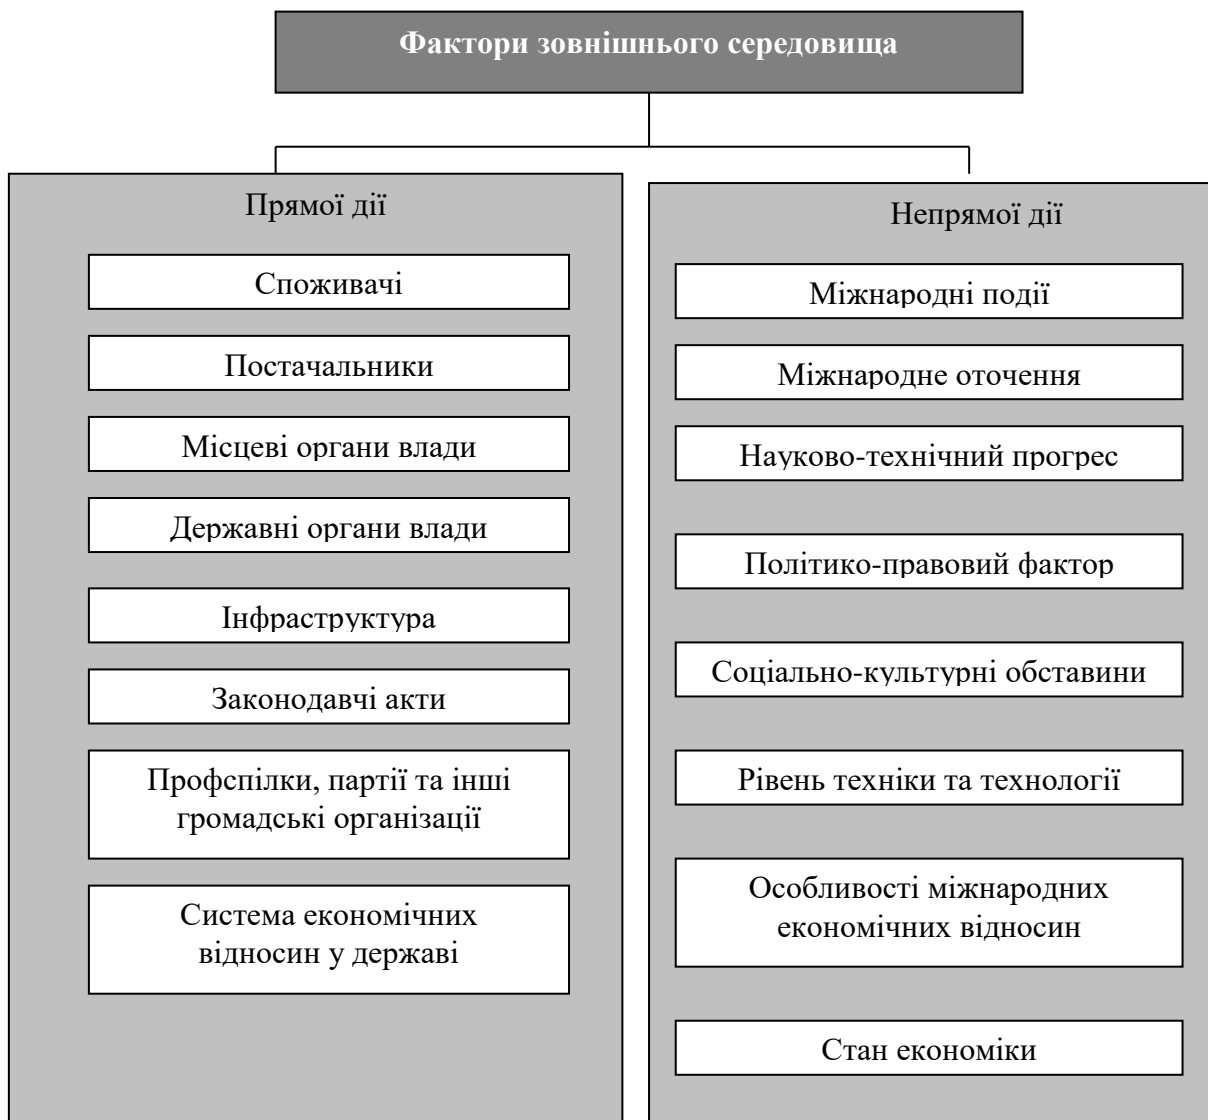 Фактори зовнішнього середовища
Прямої дії
Споживачі
Постачальники
Місцеві органи влади
Державні органи влади
Інфраструктура
Законодавчі акти
Профспілки, партії та інші
громадські організації
Система економічних
відносин у державі
Непрямої дії
Міжнародні події
Міжнародне оточення
Науково-технічний прогрес
Політико-правовий фактор
Соціально-культурні обставини
Рівень техніки та технології
Особливості міжнародних
економічних відносин
Стан економіки